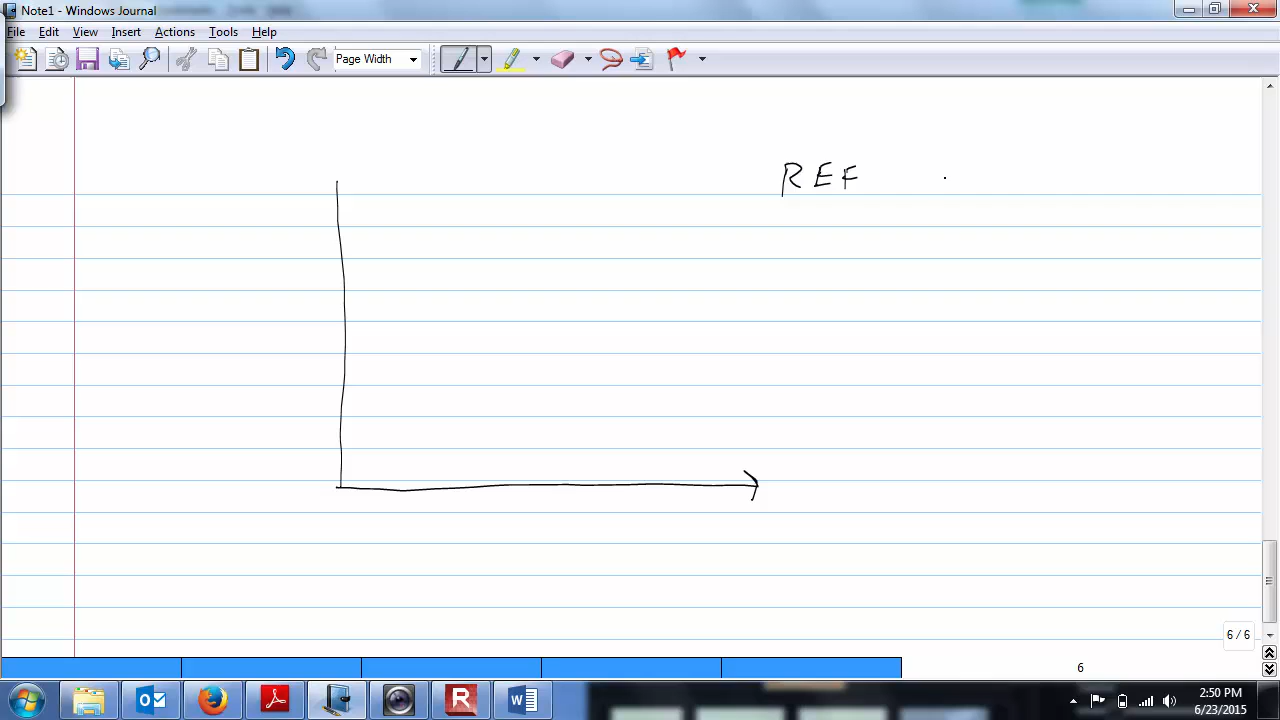 Note1 - Windows Journal
File Edit View Insert Actions Tools Help
Page Width
REF
6 / 6
6
2:50 PM
6/23/2015